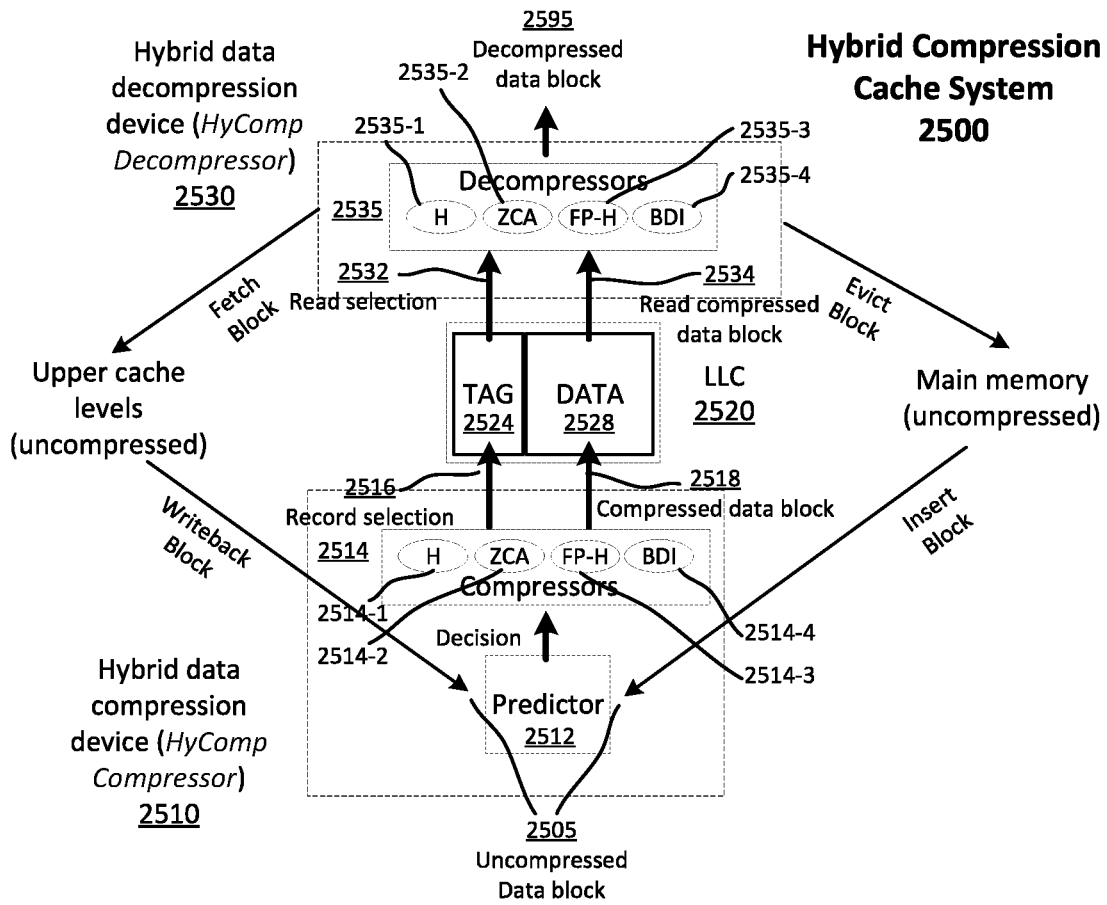 2595
Decompressed
data block
Hybrid Compression
Cache System
2500
Hybrid data
decompression
device (HyComp
Decompressor)
2530
2535-2
2535-1
2535-3
2535-4
Decompressors
2535
H
ZCA
FP-H
BDI
2532
Read selection
2534
Read compressed
data block
Fetch
Block
Evict
Block
Upper cache
levels
(uncompressed)
TAG
2524
DATA
2528
LLC
2520
Main memory
(uncompressed)
2516
Record selection
2518
Compressed data block
Writeback
Block
Insert
Block
2514
H
ZCA
FP-H
BDI
Compressors
2514-1
2514-2
2514-4
2514-3
Decision
Predictor
2512
Hybrid data
compression
device (HyComp
Compressor)
2510
2505
Uncompressed
Data block